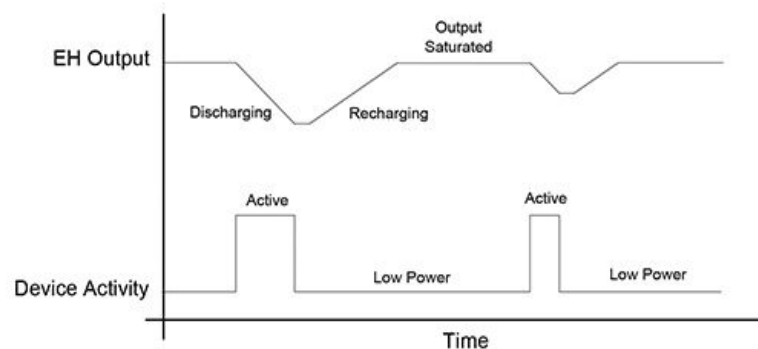 Output
Saturated
EH Output
Discharging
Recharging
Active
Active
Low Power
Low Power
Device Activity
Time